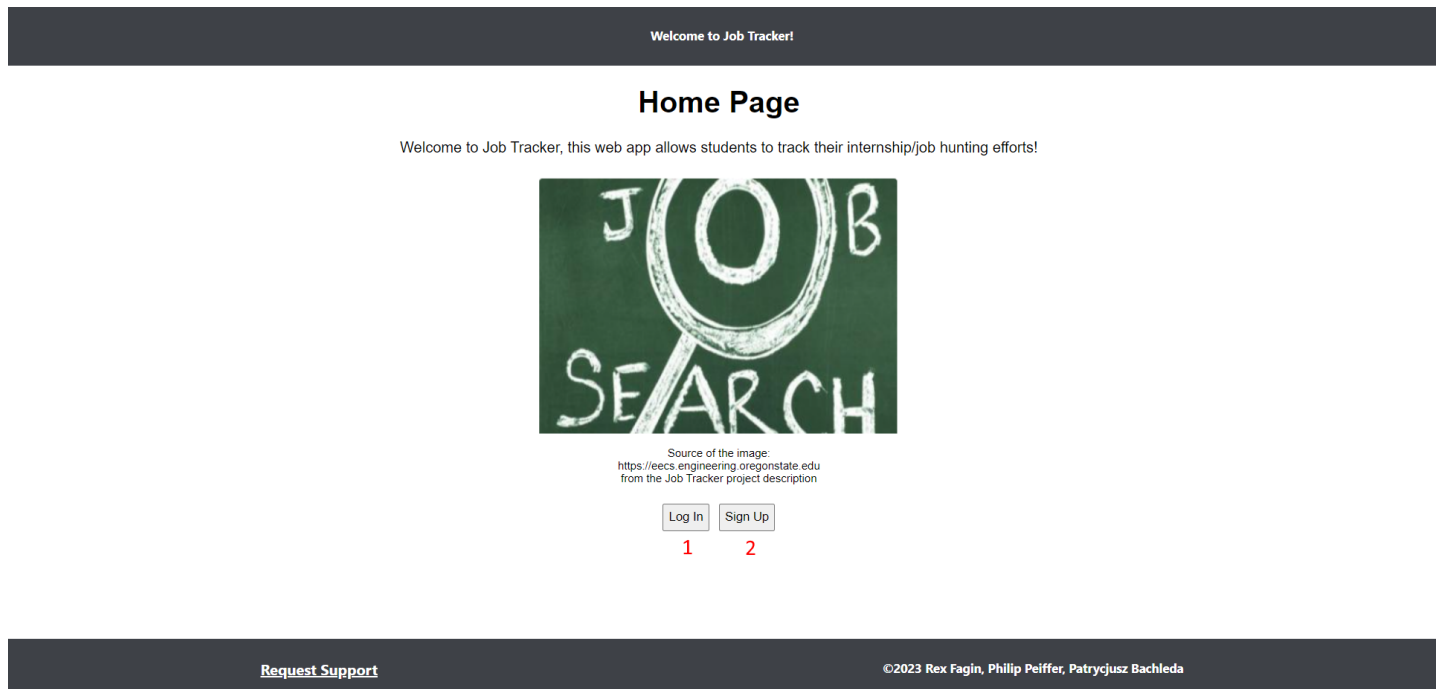 Welcome to Job Tracker!
Home Page
Welcome to Job Tracker, this web app allows students to track their internship/job hunting efforts!
J O B
SEARCH
Source of the image:
https://eecs.engineering.oregonstate.edu
from the Job Tracker project description
Log In Sign Up
1 2
Request Support ©2023 Rex Fagin, Philip Peiffer, Patrycjusz Bachleda